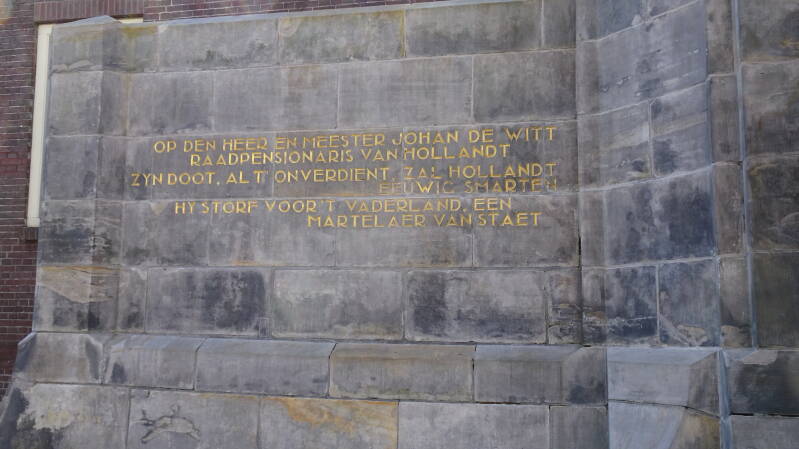 OP DEN HEER EN MEESTER JOHAN DE WITT
RAADPENSIONARIS VAN HOLLANDT
ZYN DOOT, AL T' ONVERDIENT, ZAL HOLLANDT
EEUWIG SMARTEN
HY STORF VOOR 'T VADERLAND, EEN
MARTELAER VAN STAET